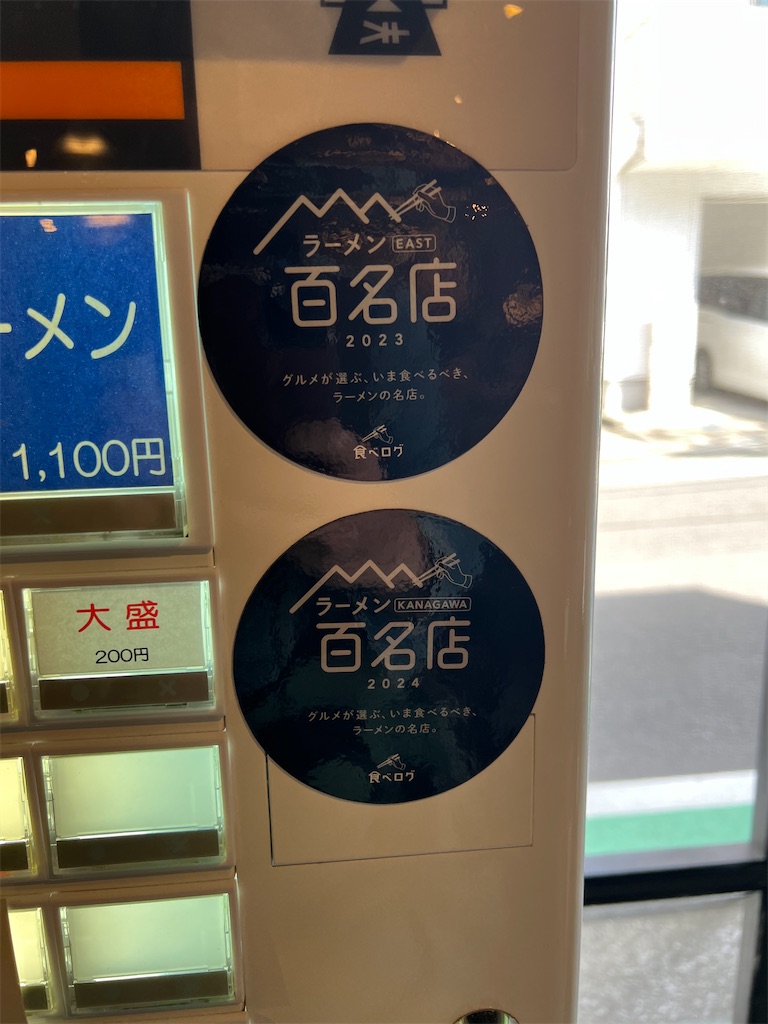 ラーメン EAST
百名店
2023
グルメが選ぶ、いま食べるべき、
ラーメンの名店。
食べログ
ーメン
1,100円
大盛
200円
ラーメン KANAGAWA
百名店
2024
グルメが選ぶ、いま食べるべき、
ラーメンの名店。
食べログ